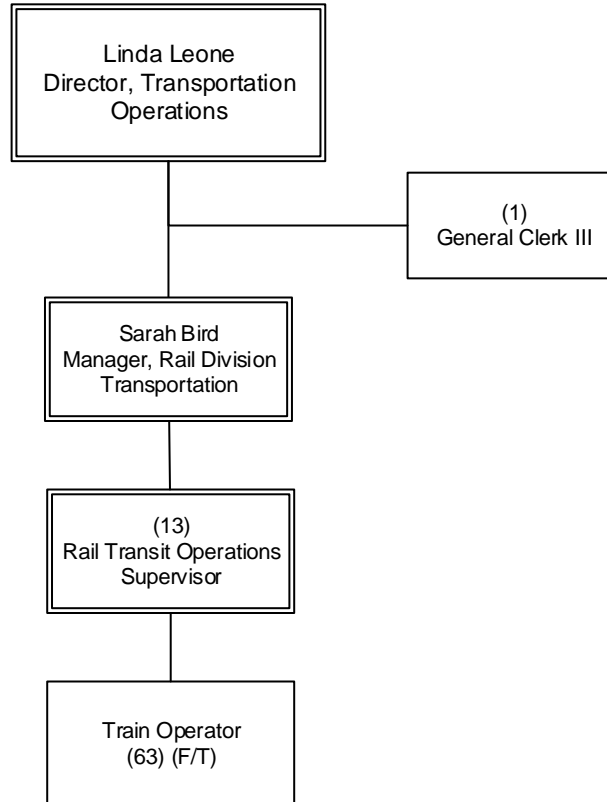 Linda Leone
Director, Transportation
Operations
(1)
General Clerk III
Sarah Bird
Manager, Rail Division
Transportation
(13)
Rail Transit Operations
Supervisor
Train Operator
(63) (F/T)